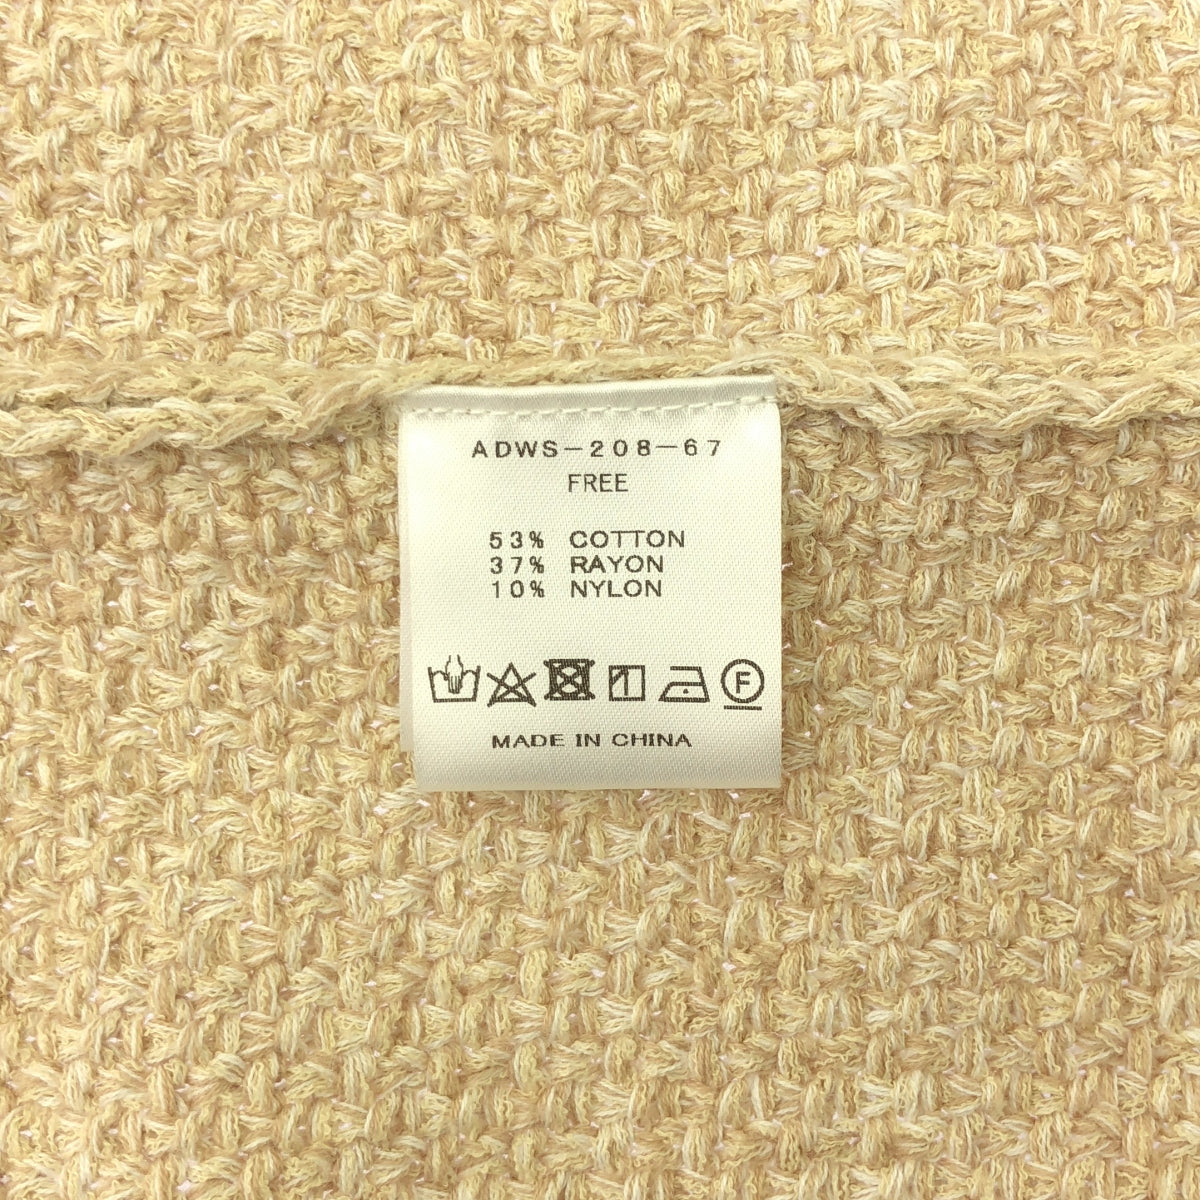 ADWS-208-67
FREE
53% COTTON
37% RAYON
10% NYLON
F
MADE IN CHINA